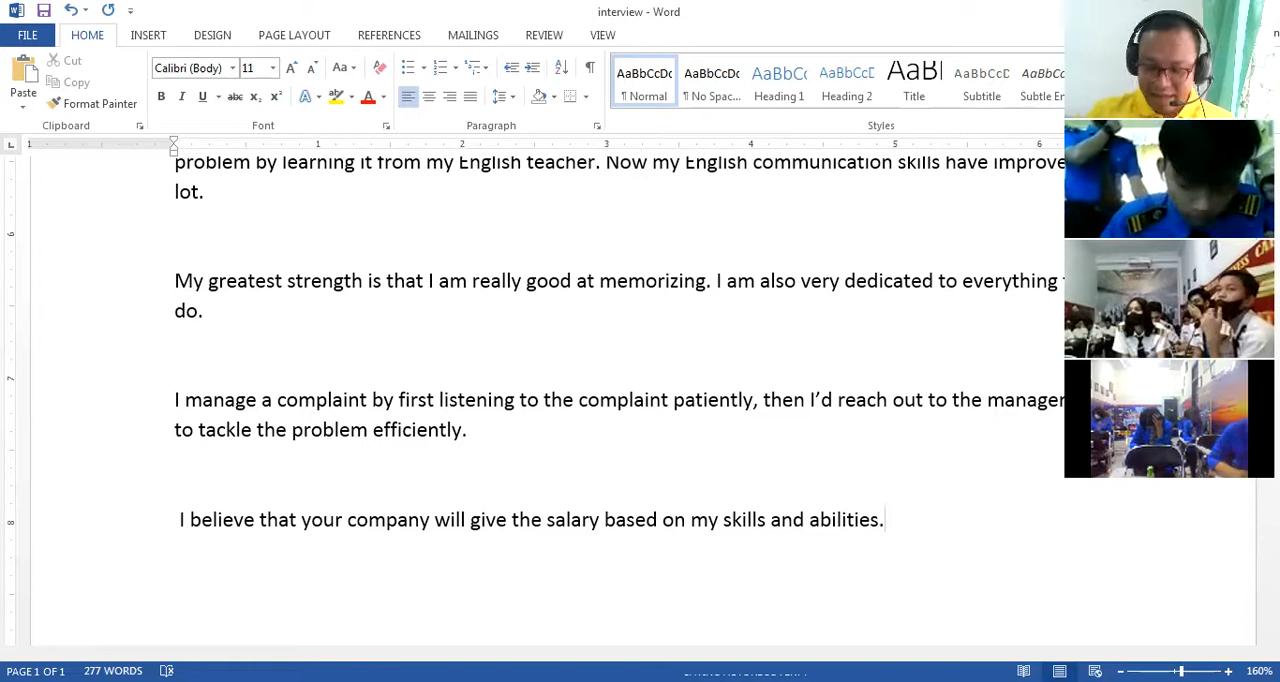 interview - Word
FILE HOME INSERT DESIGN PAGE LAYOUT REFERENCES MAILINGS REVIEW VIEW
Cut
Copy
Paste
Format Painter
Calibri (Body) 11
AaBbCcDc AaBbCcDc AaBbCc AaBbCcD AaBl AaBbCcD AaBbCcDc
¶ Normal ¶ No Spac... Heading 1 Heading 2 Title Subtitle Subtle Em
Clipboard Font Paragraph Styles
problem by learning it from my English teacher. Now my English communication skills have improve
lot.
My greatest strength is that I am really good at memorizing. I am also very dedicated to everything
do.
I manage a complaint by first listening to the complaint patiently, then I'd reach out to the manager
to tackle the problem efficiently.
I believe that your company will give the salary based on my skills and abilities.
PAGE 1 OF 1 277 WORDS 160%